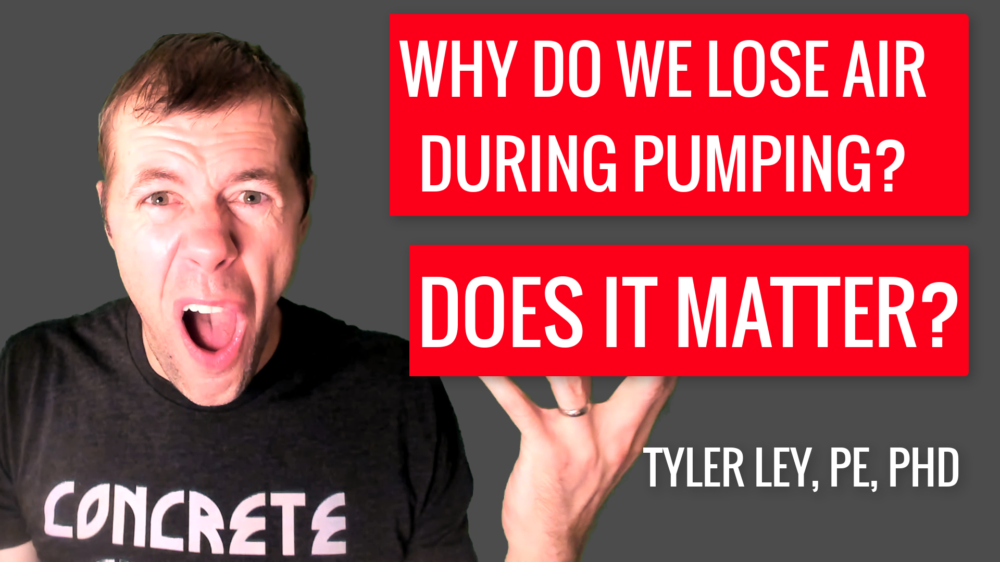 WHY DO WE LOSE AIR
DURING PUMPING?
DOES IT MATTER?
TYLER LEY, PE, PHD
CONCRETE